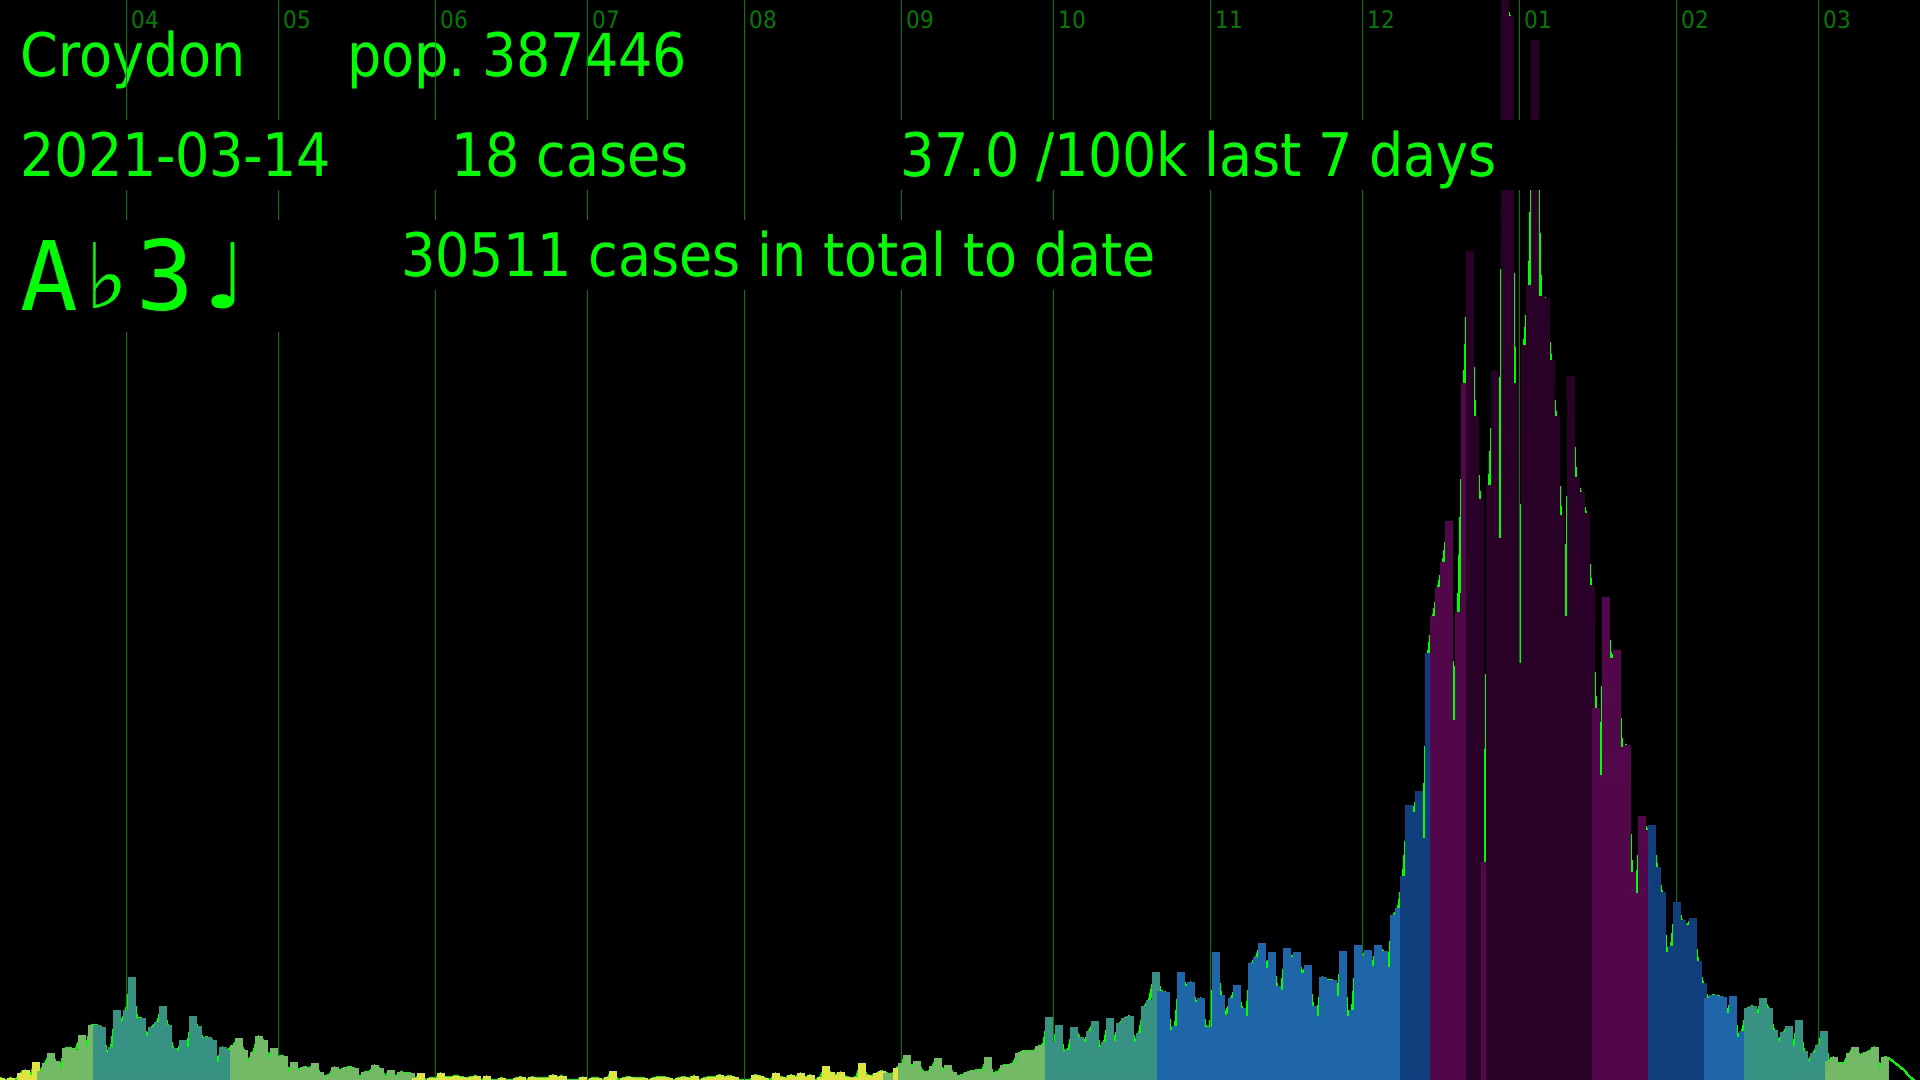 04 05 06 07 08 09 10 11 12 01 02 03
Croydon pop. 387446
2021-03-14 18 cases 37.0 /100k last 7 days
A♭3♩ 30511 cases in total to date